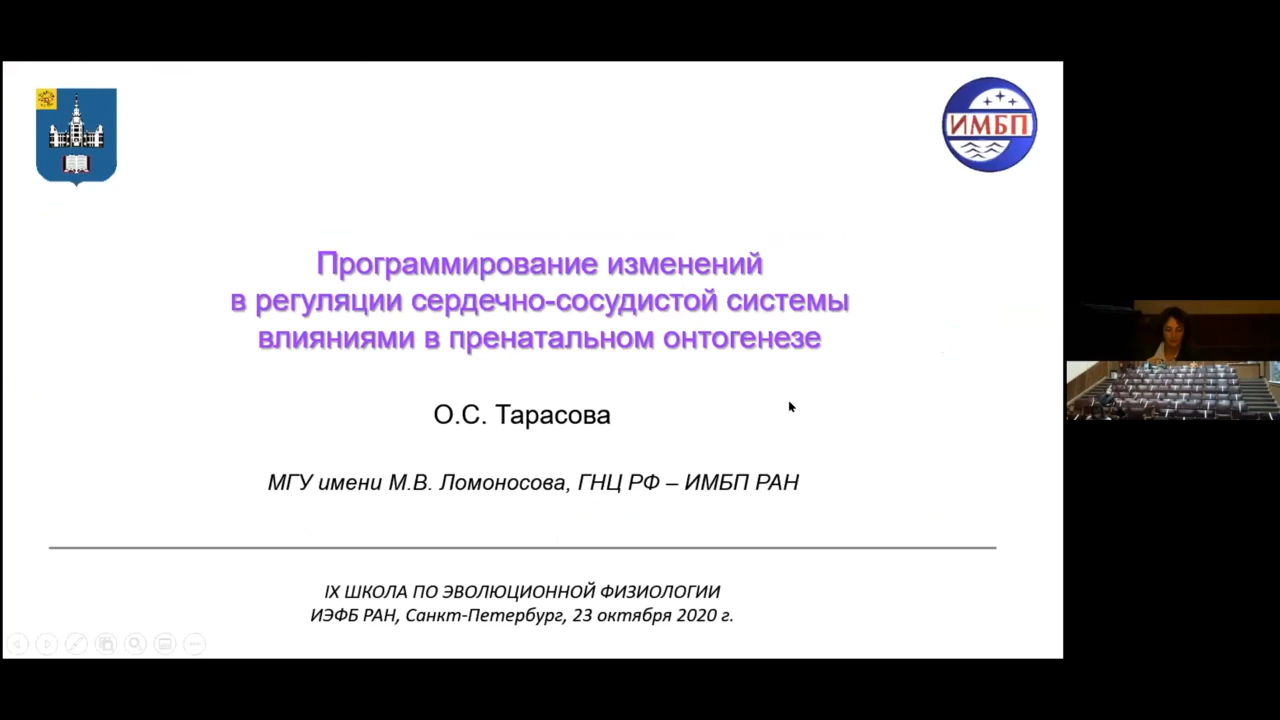 ИМБП
Программирование изменений
в регуляции сердечно-сосудистой системы
влияниями в пренатальном онтогенезе
О.С. Тарасова
МГУ имени М.В. Ломоносова, ГНЦ РФ – ИМБП РАН
IX ШКОЛА ПО ЭВОЛЮЦИОННОЙ ФИЗИОЛОГИИ
ИЭФБ РАН, Санкт-Петербург, 23 октября 2020 г.